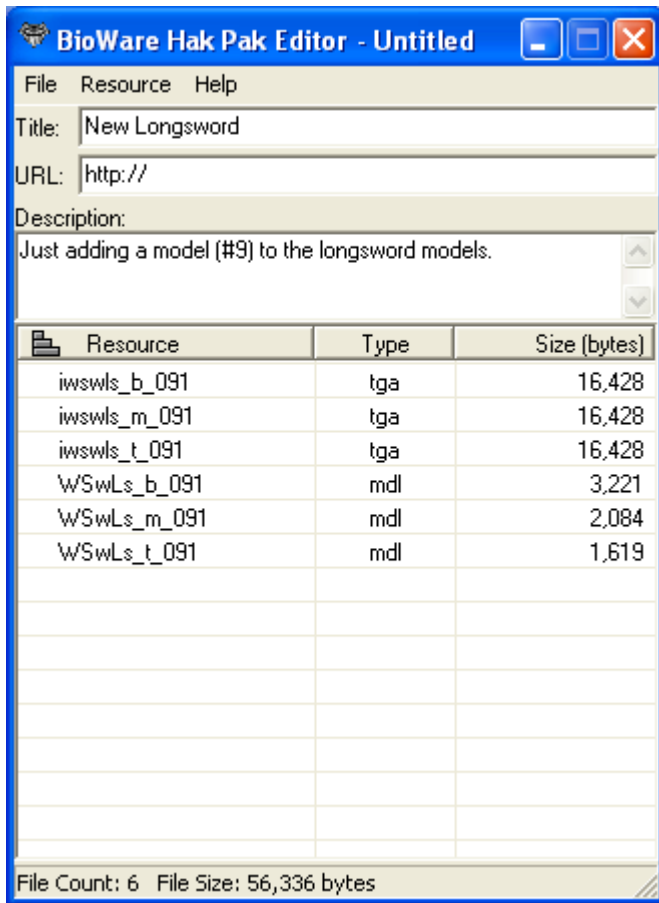 BioWare Hak Pak Editor - Untitled
File Resource Help
Title: New Longsword
URL: http://
Description:
Just adding a model (#9) to the longsword models.
Resource Type Size (bytes)
iwswls_b_091 tga 16,428
iwswls_m_091 tga 16,428
iwswls_t_091 tga 16,428
WSwLs_b_091 mdl 3,221
WSwLs_m_091 mdl 2,084
WSwLs_t_091 mdl 1,619
File Count: 6 File Size: 56,336 bytes